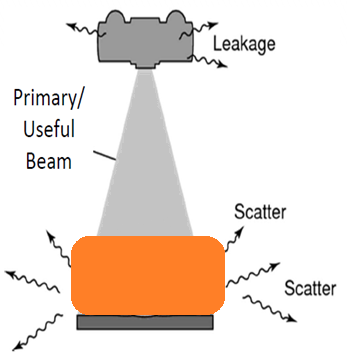 Leakage
Primary/
Useful
Beam
Scatter
Scatter